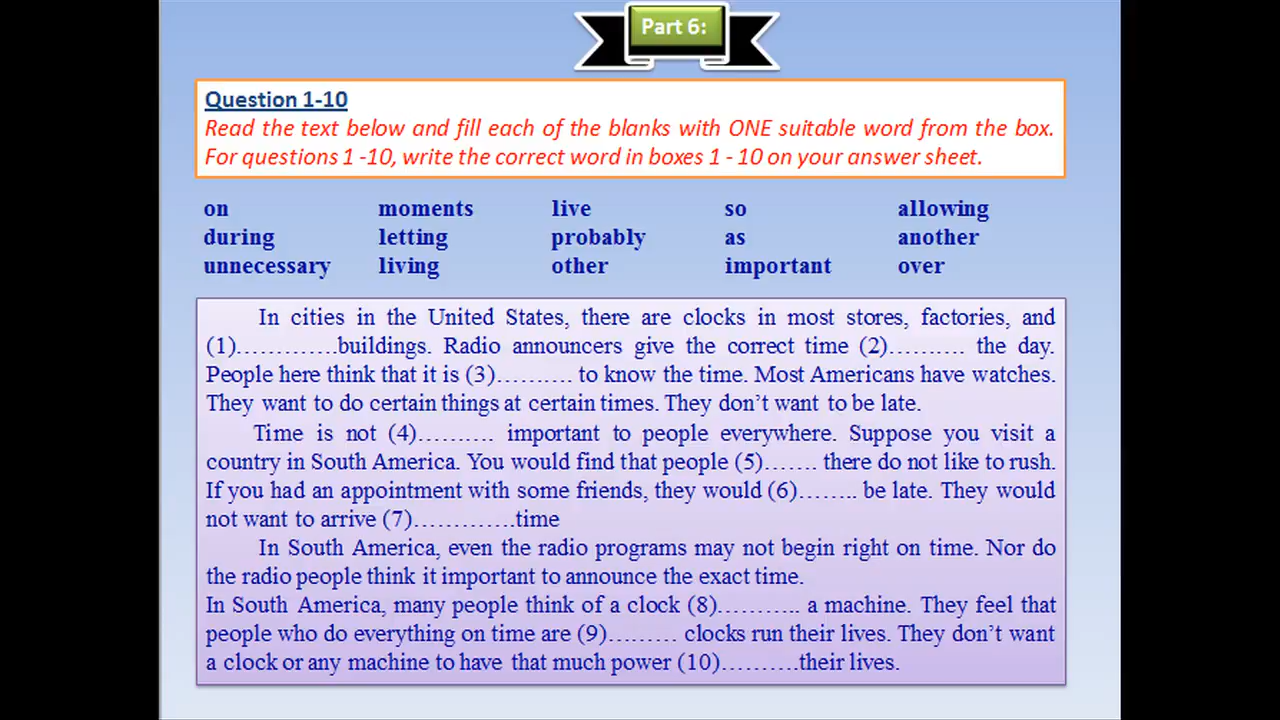 Part 6:
Question 1-10
Read the text below and fill each of the blanks with ONE suitable word from the box.
For questions 1 -10, write the correct word in boxes 1 - 10 on your answer sheet.
on moments live so allowing
during letting probably as another
unnecessary living other important over
In cities in the United States, there are clocks in most stores, factories, and
(1)………….buildings. Radio announcers give the correct time (2)………. the day.
People here think that it is (3)………. to know the time. Most Americans have watches.
They want to do certain things at certain times. They don’t want to be late.
Time is not (4)………. important to people everywhere. Suppose you visit a
country in South America. You would find that people (5)……. there do not like to rush.
If you had an appointment with some friends, they would (6)…….. be late. They would
not want to arrive (7)………….time
In South America, even the radio programs may not begin right on time. Nor do
the radio people think it important to announce the exact time.
In South America, many people think of a clock (8)……….. a machine. They feel that
people who do everything on time are (9)……… clocks run their lives. They don’t want
a clock or any machine to have that much power (10)……….their lives.